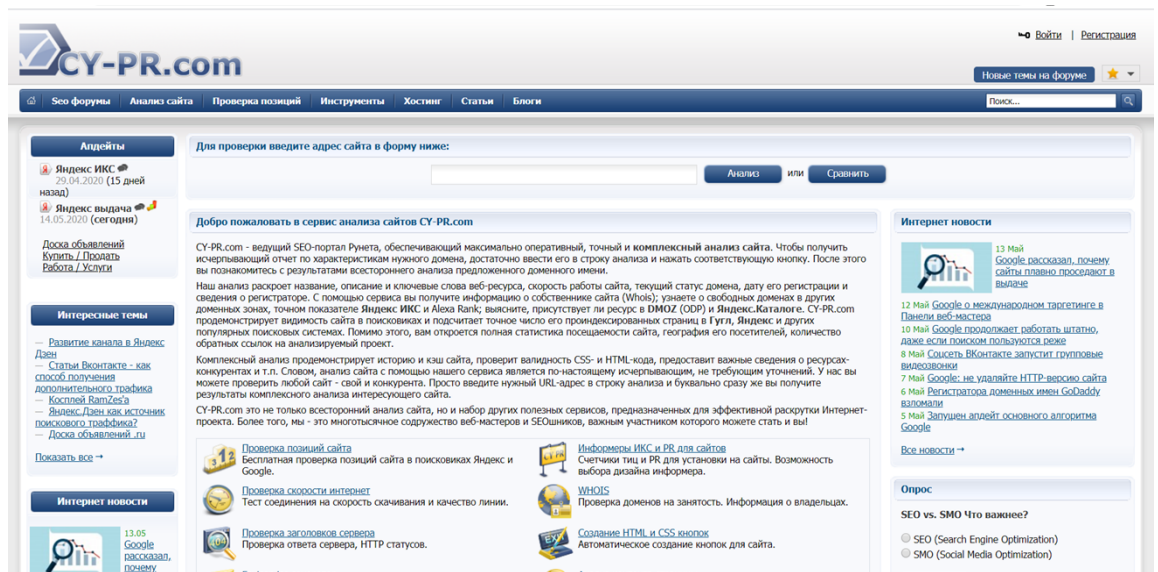 Войти | Регистрация
CY-PR.com
Новые темы на форуме
Seo форумы Анализ сайта Проверка позиций Инструменты Хостинг Статьи Блоги
Поиск...
Апдейты
Яндекс ИКС
29.04.2020 (15 дней
назад)
Яндекс выдача
14.05.2020 (сегодня)
Доска объявлений
Купить / Продать
Работа / Услуги
Интересные темы
— Развитие канала в Яндекс
Дзен
— Статьи Вконтакте - как
способ получения
дополнительного трафика
— Косплей RamZes'a
— Яндекс.Дзен как источник
поискового траффика?
— Доска объявлений .ru
Показать все →
Интернет новости
13.05
Google
рассказал,
почему
Для проверки введите адрес сайта в форму ниже:
Анализ или Сравнить
Добро пожаловать в сервис анализа сайтов CY-PR.com
CY-PR.com - ведущий SEO-портал Рунета, обеспечивающий максимально оперативный, точный и комплексный анализ сайта. Чтобы получить
исчерпывающий отчет по характеристикам нужного домена, достаточно ввести его в строку анализа и нажать соответствующую кнопку. После этого
вы познакомитесь с результатами всестороннего анализа предложенного доменного имени.
Наш анализ раскроет название, описание и ключевые слова веб-ресурса, скорость работы сайта, текущий статус домена, дату его регистрации и
сведения о регистраторе. С помощью сервиса вы получите информацию о собственнике сайта (Whois); узнаете о свободных доменах в других
доменных зонах, точном показателе Яндекс ИКС и Alexa Rank; выясните, присутствует ли ресурс в DMOZ (ODP) и Яндекс.Каталоге. CY-PR.com
продемонстрирует видимость сайта в поисковиках и подсчитает точное число его проиндексированных страниц в Гугл, Яндекс и других
популярных поисковых системах. Помимо этого, вам откроется полная статистика посещаемости сайта, география его посетителей, количество
обратных ссылок на анализируемый проект.
Комплексный анализ продемонстрирует историю и кэш сайта, проверит валидность CSS- и HTML-кода, предоставит важные сведения о ресурсах-
конкурентах и т.п. Словом, анализ сайта с помощью нашего сервиса является по-настоящему исчерпывающим, не требующим уточнений. У нас вы
можете проверить любой сайт - свой и конкурента. Просто введите нужный URL-адрес в строку анализа и буквально сразу же вы получите
результаты комплексного анализа интересующего сайта.
CY-PR.com это не только всесторонний анализ сайта, но и набор других полезных сервисов, предназначенных для эффективной раскрутки Интернет-
проекта. Более того, мы - это многотысячное содружество веб-мастеров и SEOшников, важным участником которого можете стать и вы!
Проверка позиций сайта
Бесплатная проверка позиций сайта в поисковиках Яндекс и
Google.
Информеры ИКС и PR для сайтов
Счетчики тиц и PR для установки на сайты. Возможность
выбора дизайна информера.
Проверка скорости интернет
Тест соединения на скорость скачивания и качество линии.
WHOIS
Проверка доменов на занятость. Информация о владельцах.
Проверка заголовков сервера
Проверка ответа сервера, HTTP статусов.
Создание HTML и CSS кнопок
Автоматическое создание кнопок для сайта.
Интернет новости
13 Май
Google рассказал, почему
сайты плавно проседают в
выдаче
12 Май Google о международном таргетинге в
Панели веб-мастера
10 Май Google продолжает работать штатно,
даже если поиском пользуются реже
8 Май Соцсеть ВКонтакте запустит групповые
видеозвонки
7 Май Google: не удаляйте HTTP-версию сайта
6 Май Регистратора доменных имен GoDaddy
взломали
5 Май Запущен апдейт основного алгоритма
Google
Все новости →
Опрос
SEO vs. SMO Что важнее?
SEO (Search Engine Optimization)
SMO (Social Media Optimization)